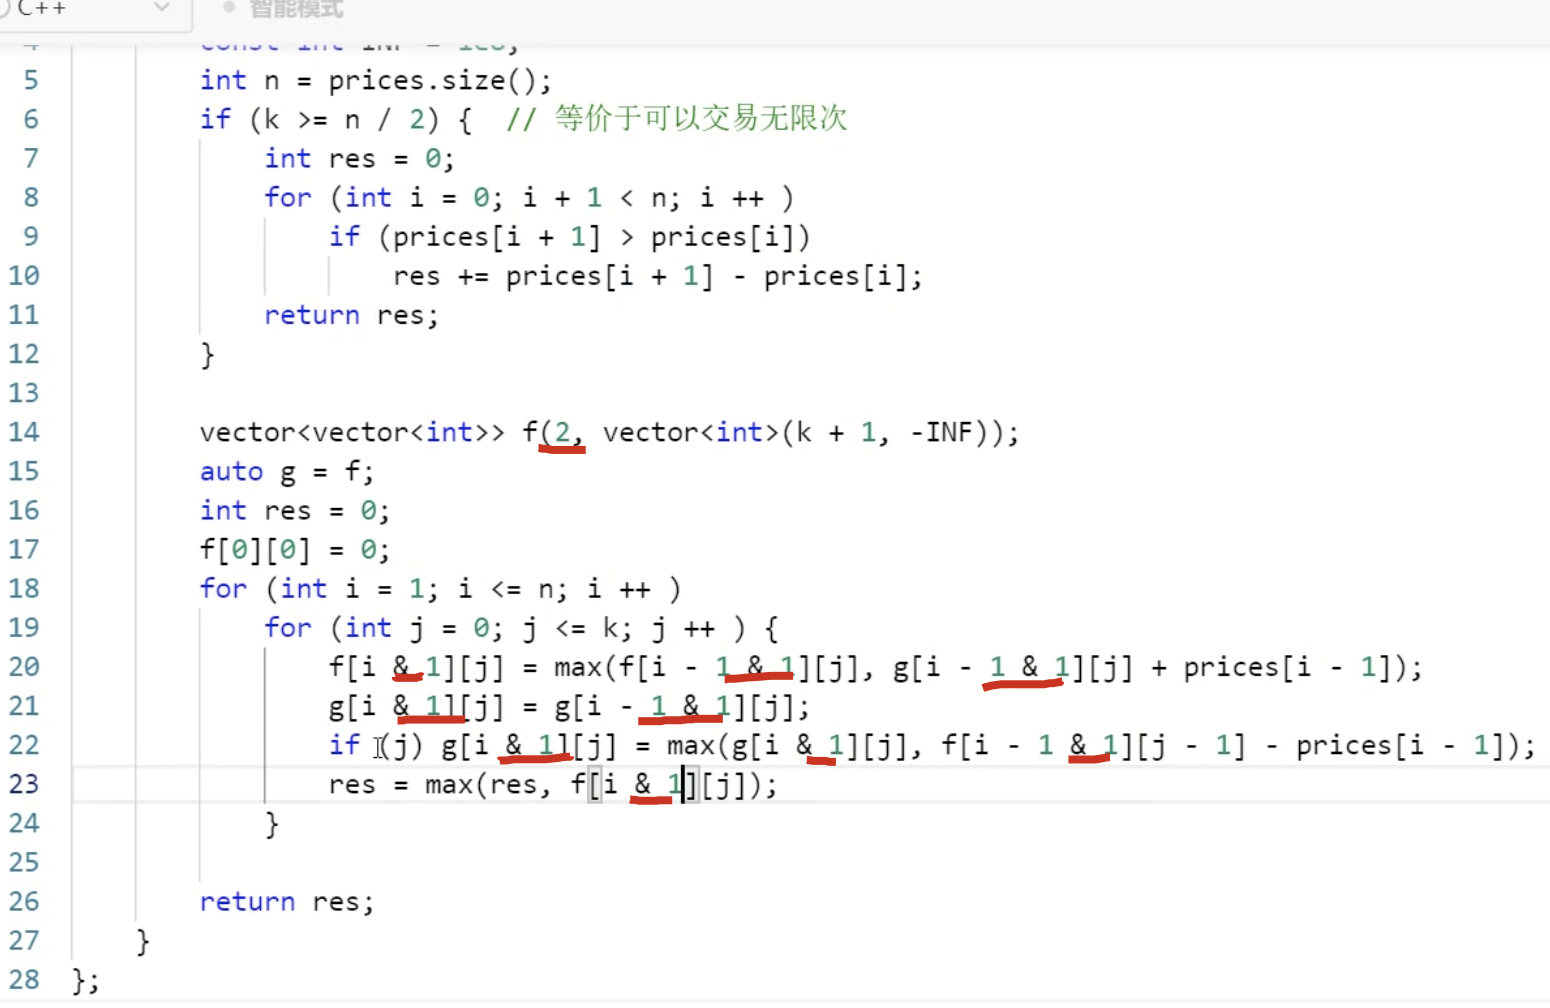 C++ 智能模式
4
5 int n = prices.size();
6 if (k >= n / 2) { // 等价于可以交易无限次
7 int res = 0;
8 for (int i = 0; i + 1 < n; i ++ )
9 if (prices[i + 1] > prices[i])
10 res += prices[i + 1] - prices[i];
11 return res;
12 }
13
14 vector<vector<int>> f(2, vector<int>(k + 1, -INF));
15 auto g = f;
16 int res = 0;
17 f[0][0] = 0;
18 for (int i = 1; i <= n; i ++ )
19 for (int j = 0; j <= k; j ++ ) {
20 f[i & 1][j] = max(f[i - 1 & 1][j], g[i - 1 & 1][j] + prices[i - 1]);
21 g[i & 1][j] = g[i - 1 & 1][j];
22 if (j) g[i & 1][j] = max(g[i & 1][j], f[i - 1 & 1][j - 1] - prices[i - 1]);
23 res = max(res, f[i & 1][j]);
24 }
25
26 return res;
27 }
28 };